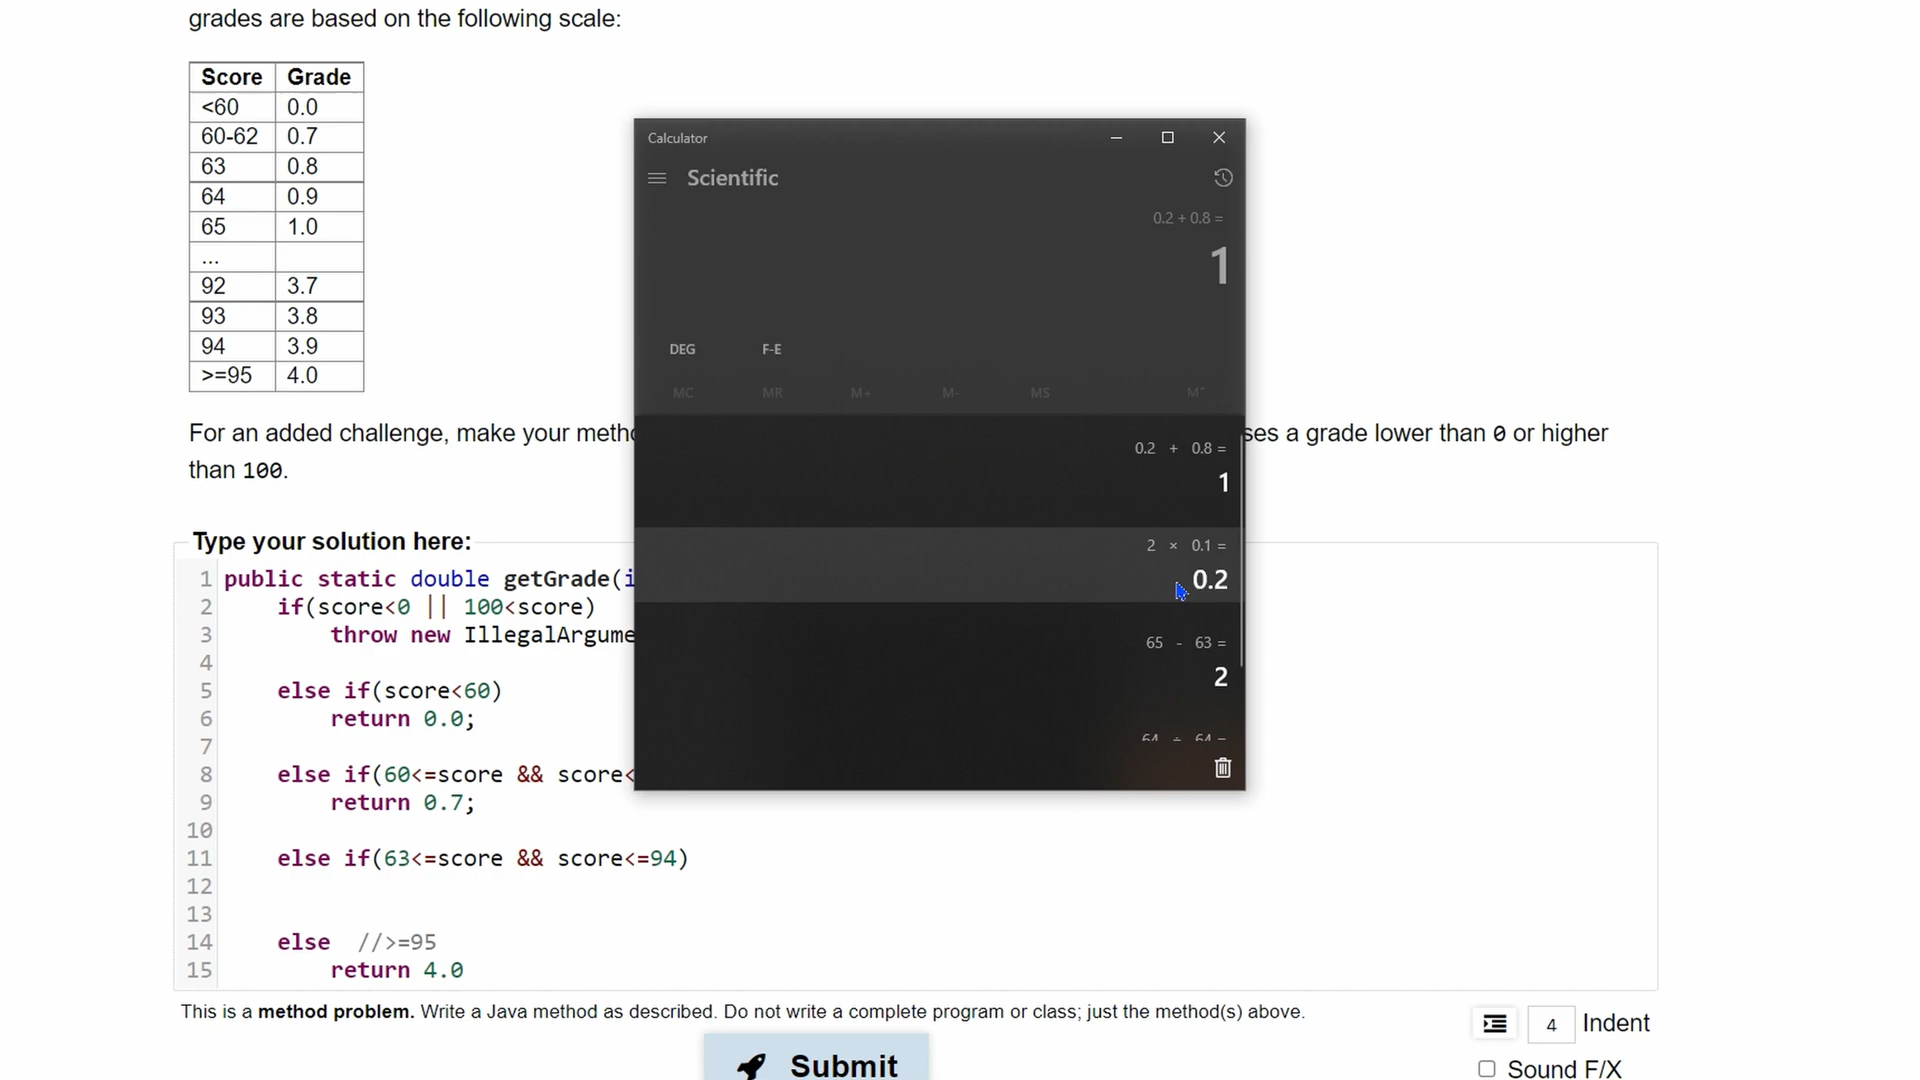 grades are based on the following scale:
Score Grade
<60 0.0
60-62 0.7
63 0.8
64 0.9
65 1.0
...
92 3.7
93 3.8
94 3.9
>=95 4.0
For an added challenge, make your metho
ses a grade lower than 0 or higher
than 100.
Calculator
Scientific
0.2 + 0.8 =
1
DEG F-E
MC MR M+ M- MS M˅
0.2 + 0.8 =
1
2 × 0.1 =
0.2
65 - 63 =
2
64 ÷ 64 =
Type your solution here:
1 public static double getGrade(i
2 if(score<0 || 100<score)
3 throw new IllegalArgume
4
5 else if(score<60)
6 return 0.0;
7
8 else if(60<=score && score<
9 return 0.7;
10
11 else if(63<=score && score<=94)
12
13
14 else //>=95
15 return 4.0
This is a method problem. Write a Java method as described. Do not write a complete program or class; just the method(s) above.
4 Indent
Submit
Sound F/X